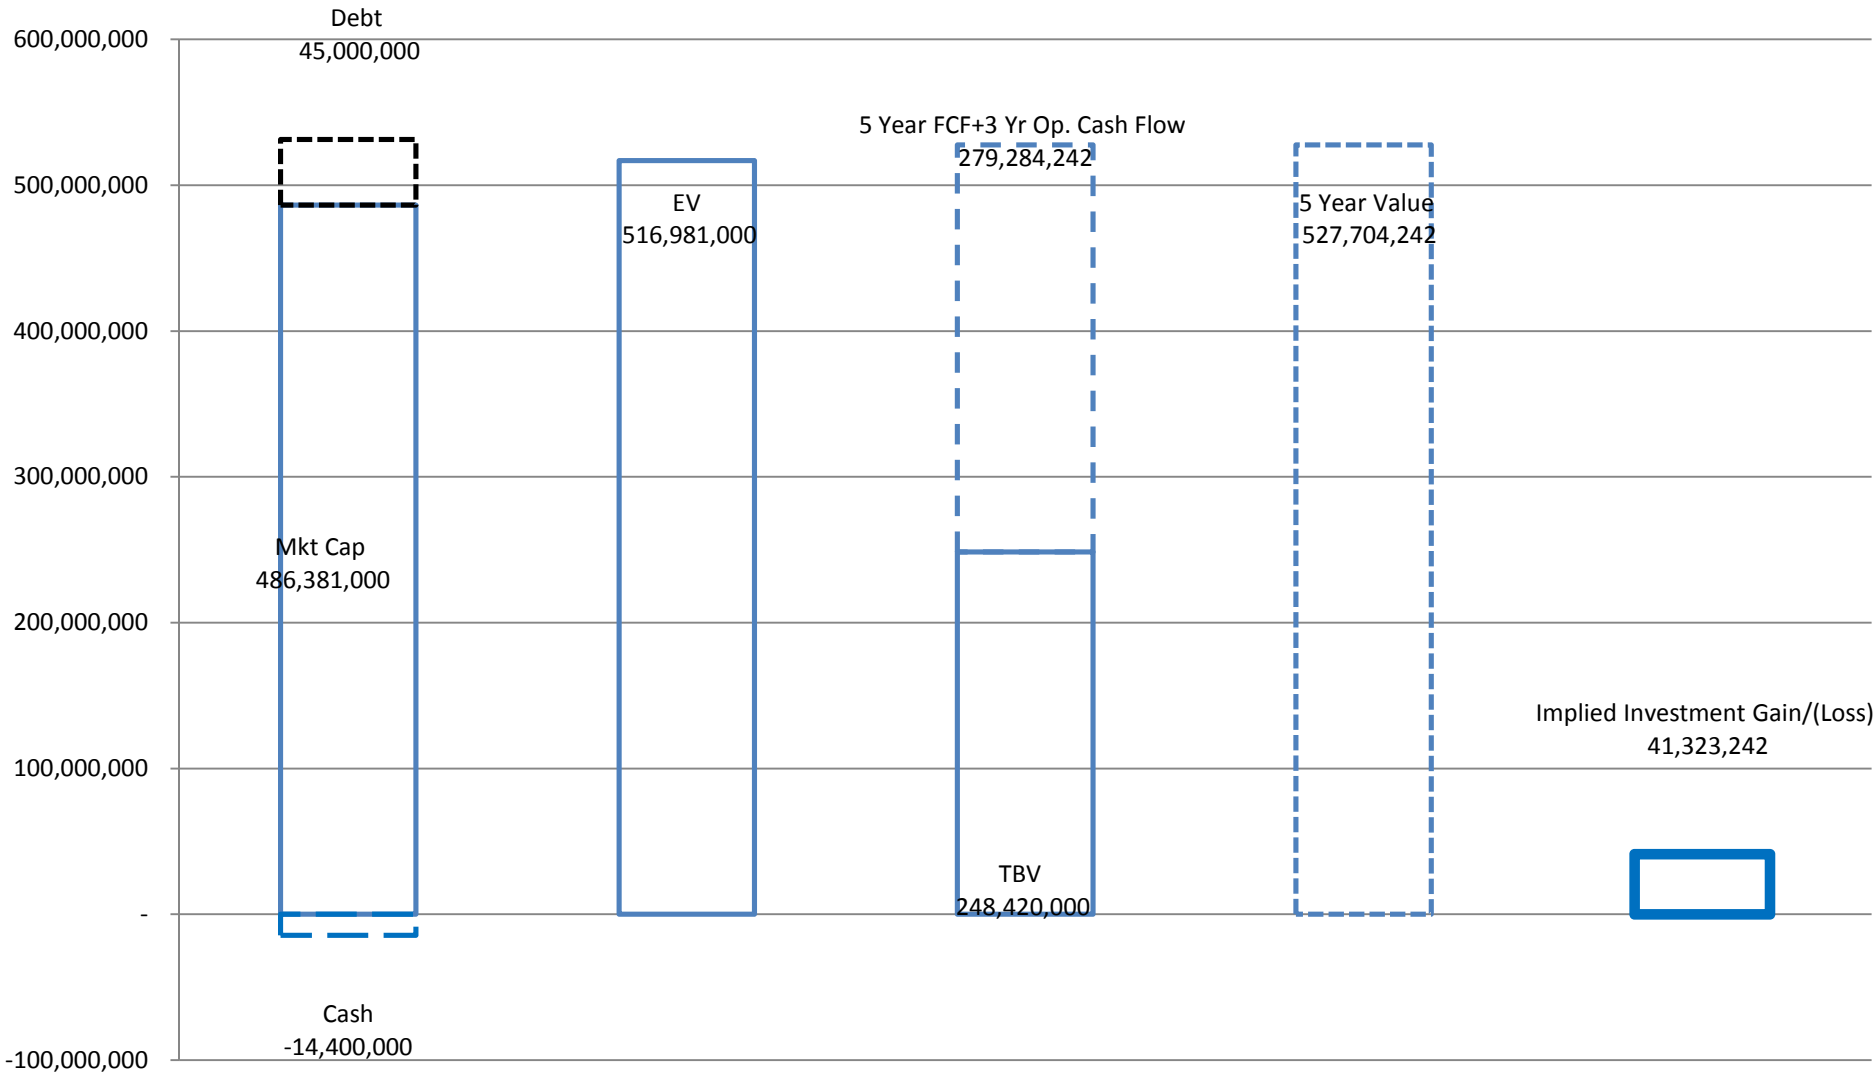 Debt
45,000,000
600,000,000
500,000,000
400,000,000
300,000,000
200,000,000
100,000,000
-
-100,000,000
Mkt Cap
486,381,000
Cash
-14,400,000
EV
516,981,000
5 Year FCF+3 Yr Op. Cash Flow
279,284,242
TBV
248,420,000
5 Year Value
527,704,242
Implied Investment Gain/(Loss)
41,323,242